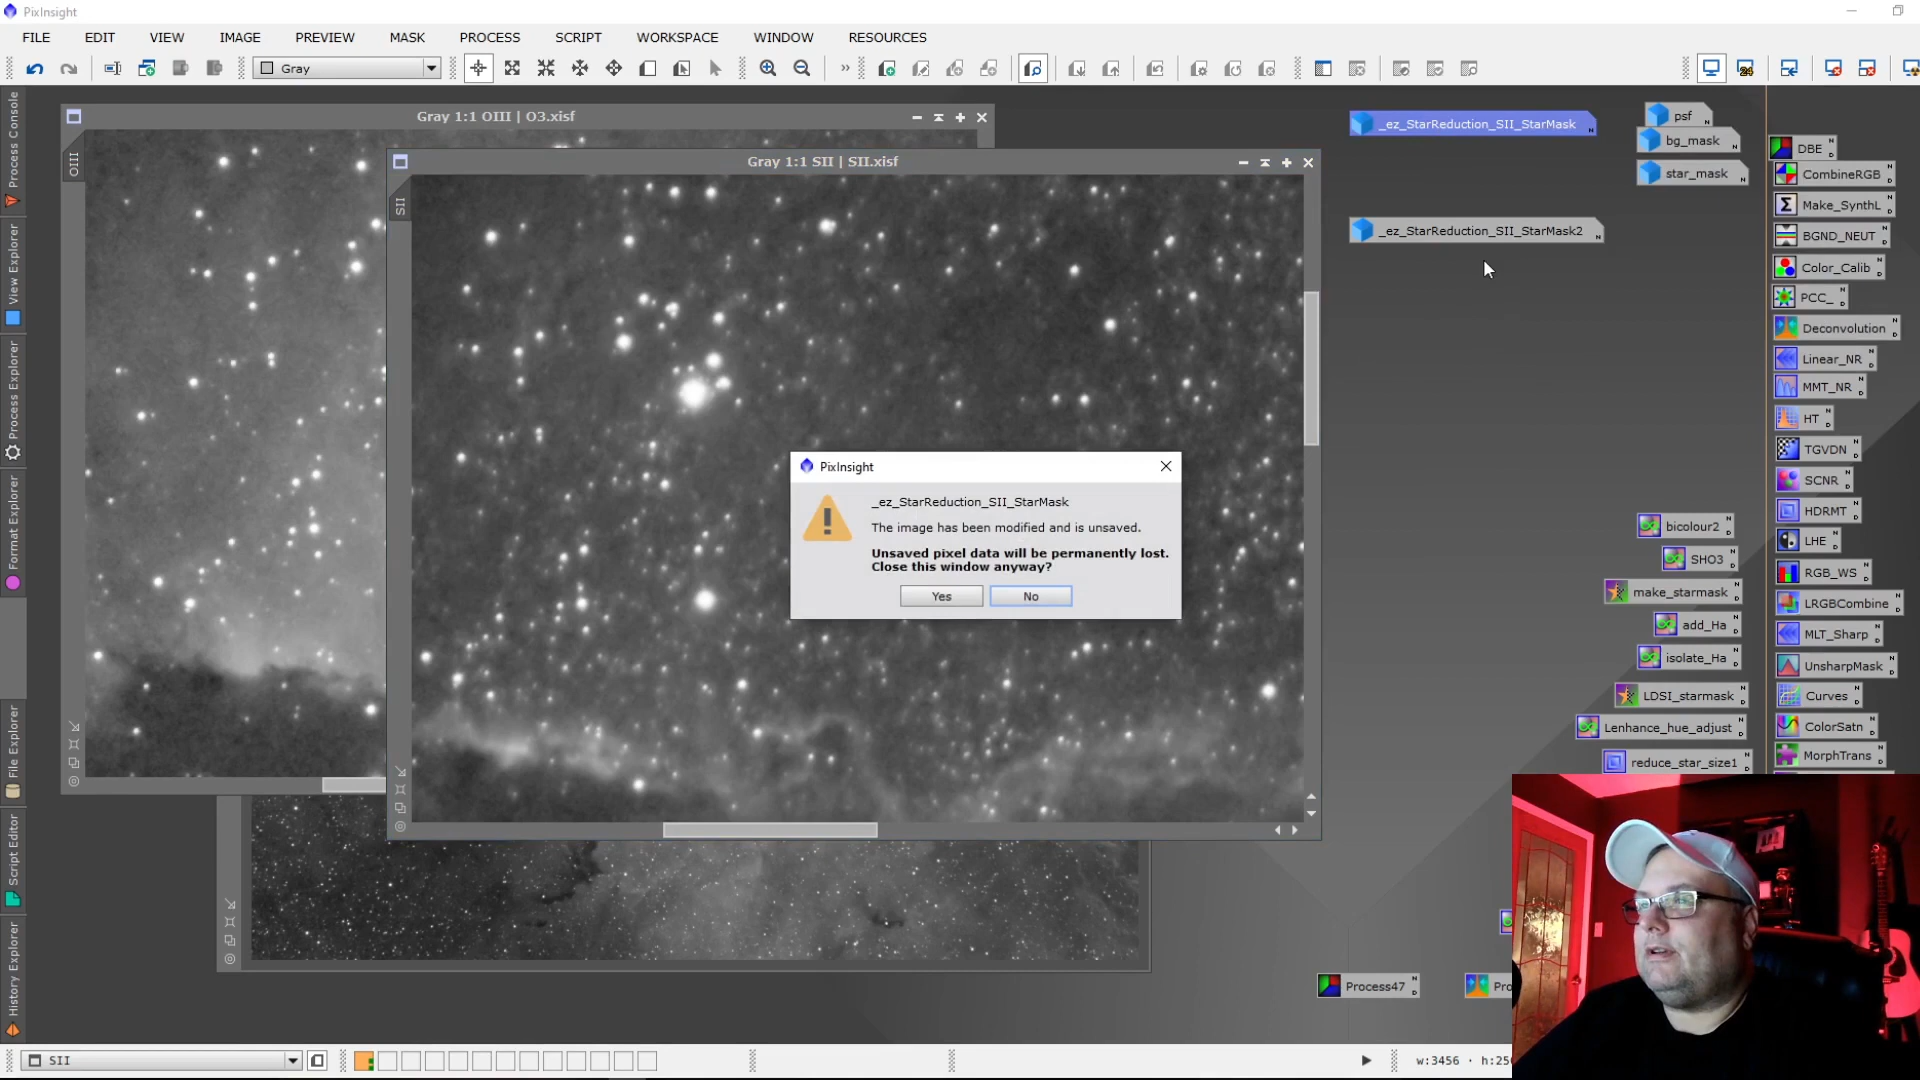 PixInsight
FILE EDIT VIEW IMAGE PREVIEW MASK PROCESS SCRIPT WORKSPACE WINDOW RESOURCES
Gray
24
Process Console
View Explorer
Process Explorer
Format Explorer
File Explorer
Script Editor
History Explorer
Gray 1:1 OIII | O3.xisf
OIII
Gray 1:1 SII | SII.xisf
SII
PixInsight
_ez_StarReduction_SII_StarMask
The image has been modified and is unsaved.
Unsaved pixel data will be permanently lost.
Close this window anyway?
Yes No
_ez_StarReduction_SII_StarMask
_ez_StarReduction_SII_StarMask2
psf
bg_mask
star_mask
DBE
CombineRGB
Make_SynthL
BGND_NEUT
Color_Calib
PCC_
Deconvolution
Linear_NR
MMT_NR
HT
TGVDN
SCNR
HDRMT
LHE
RGB_WS
LRGBCombine
MLT_Sharp
UnsharpMask
Curves
ColorSatn
MorphTrans
bicolour2
SHO3
make_starmask
add_Ha
isolate_Ha
LDSI_starmask
Lenhance_hue_adjust
reduce_star_size1
Process47
Pro
SII
w:3456 · h:25